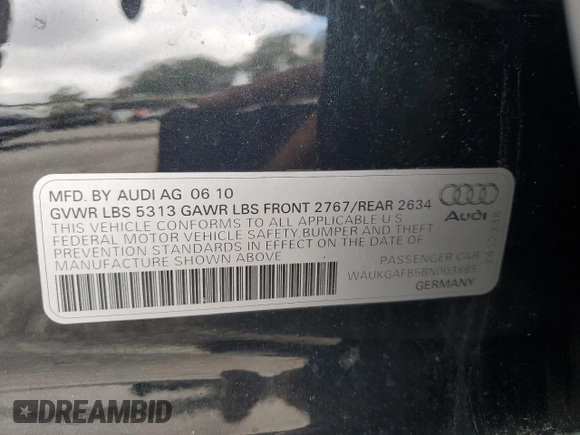 MFD. BY AUDI AG 06 10
GVWR LBS 5313 GAWR LBS FRONT 2767/REAR 2634
THIS VEHICLE CONFORMS TO ALL APPLICABLE U S
FEDERAL MOTOR VEHICLE SAFETY, BUMPER AND THEFT
PREVENTION STANDARDS IN EFFECT ON THE DATE OF
MANUFACTURE SHOWN ABOVE
Audi
PASSENGER CAR
GERMANY
DREAMBID